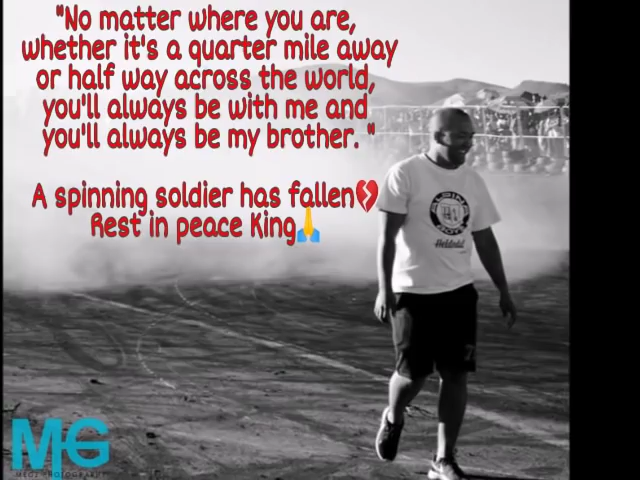 "No matter where you are,
whether it's a quarter mile away
or half way across the world,
you'll always be with me and
you'll always be my brother. "
A spinning soldier has fallen💔
Rest in peace King🙏
MG